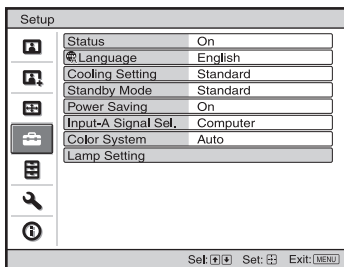 Setup
Status On
Language English
Cooling Setting Standard
Standby Mode Standard
Power Saving On
Input-A Signal Sel. Computer
Color System Auto
Lamp Setting
Sel: Set: Exit: MENU